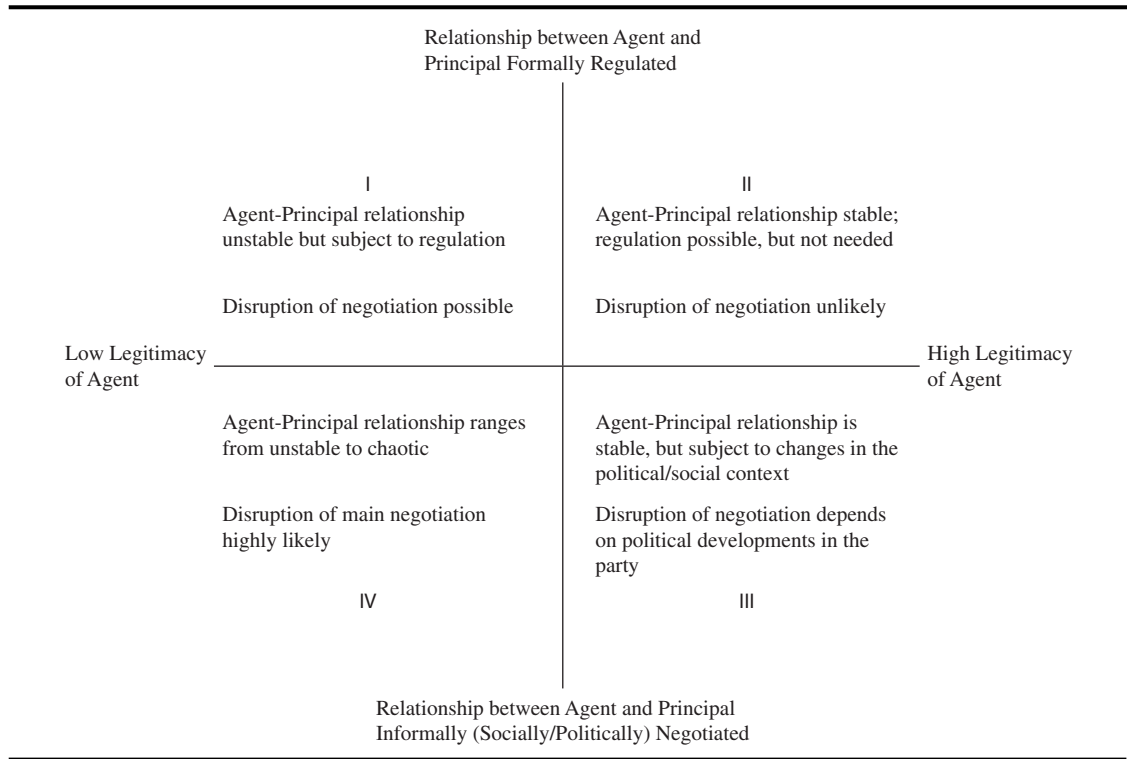 Relationship between Agent and
Principal Formally Regulated
I
Agent-Principal relationship
unstable but subject to regulation
Disruption of negotiation possible
II
Agent-Principal relationship stable;
regulation possible, but not needed
Disruption of negotiation unlikely
Low Legitimacy
of Agent
High Legitimacy
of Agent
Agent-Principal relationship ranges
from unstable to chaotic
Disruption of main negotiation
highly likely
IV
Agent-Principal relationship is
stable, but subject to changes in the
political/social context
Disruption of negotiation depends
on political developments in the
party
III
Relationship between Agent and Principal
Informally (Socially/Politically) Negotiated